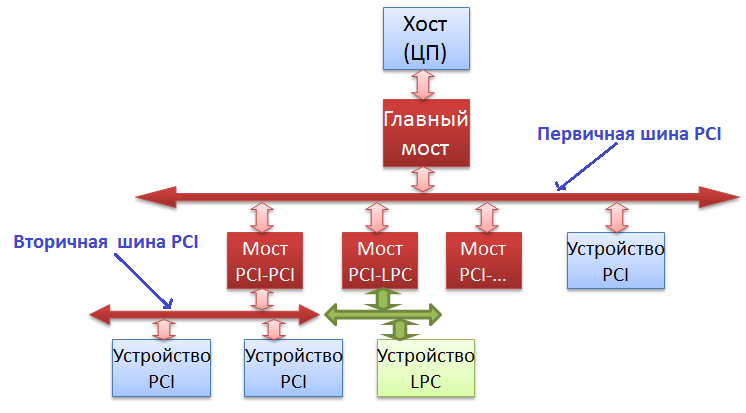 Хост
(ЦП)
Главный
мост
Первичная шина PCI
Вторичная шина PCI
Мост
PCI-PCI
Мост
PCI-LPC
Мост
PCI-...
Устройство
PCI
Устройство
PCI
Устройство
PCI
Устройство
LPC